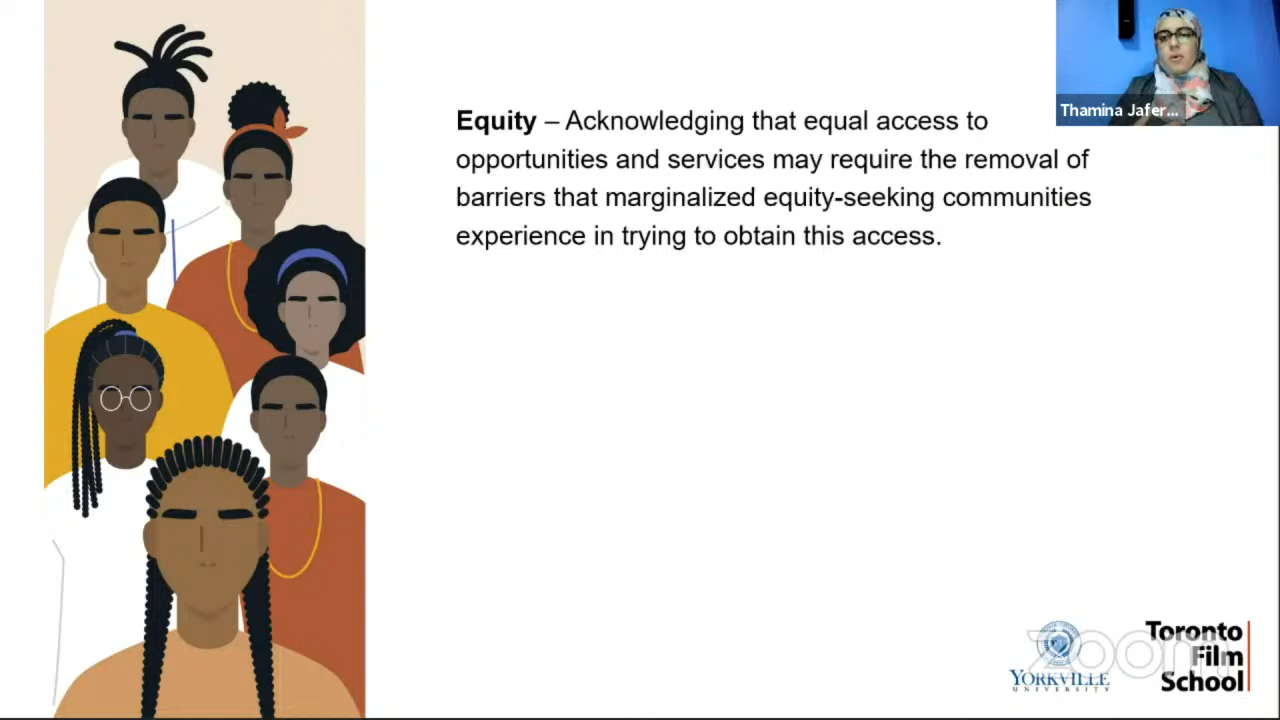 Thamina Jafer...
Equity – Acknowledging that equal access to
opportunities and services may require the removal of
barriers that marginalized equity-seeking communities
experience in trying to obtain this access.
zoom
YORKVILLE
UNIVERSITY
Toronto
Film
School